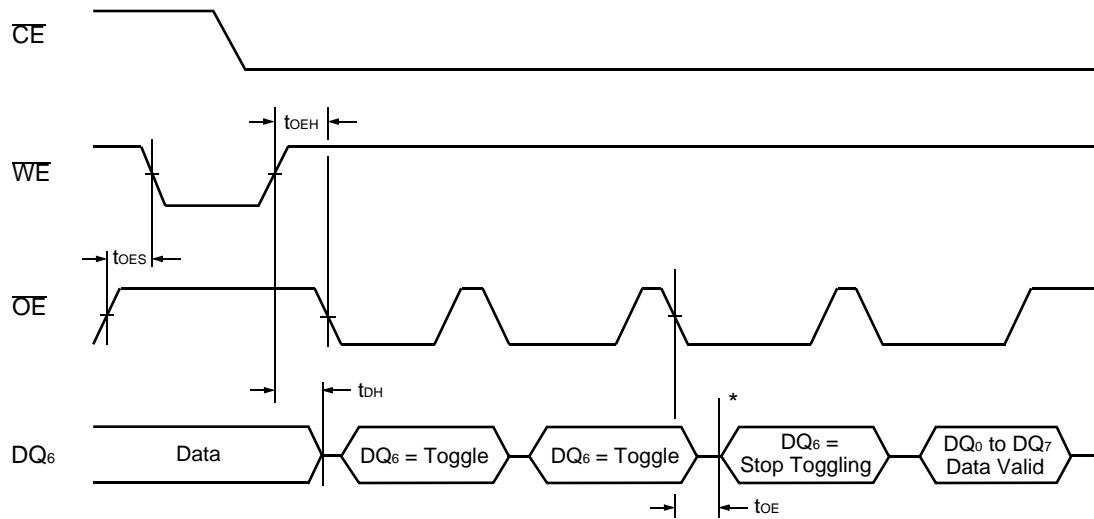 CE
tOEH
WE
tOES
OE
tDH
*
DQ6
Data
DQ6 = Toggle
DQ6 = Toggle
DQ6 =
Stop Toggling
DQ0 to DQ7
Data Valid
tOE